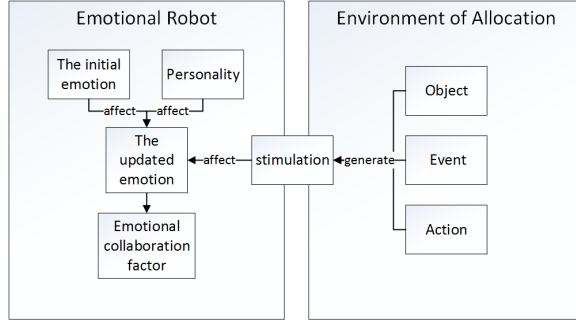 Emotional Robot
Environment of Allocation
The initial
emotion
Personality
affect
affect
The
updated
emotion
affect
stimulation
generate
Object
Event
Action
Emotional
collaboration
factor